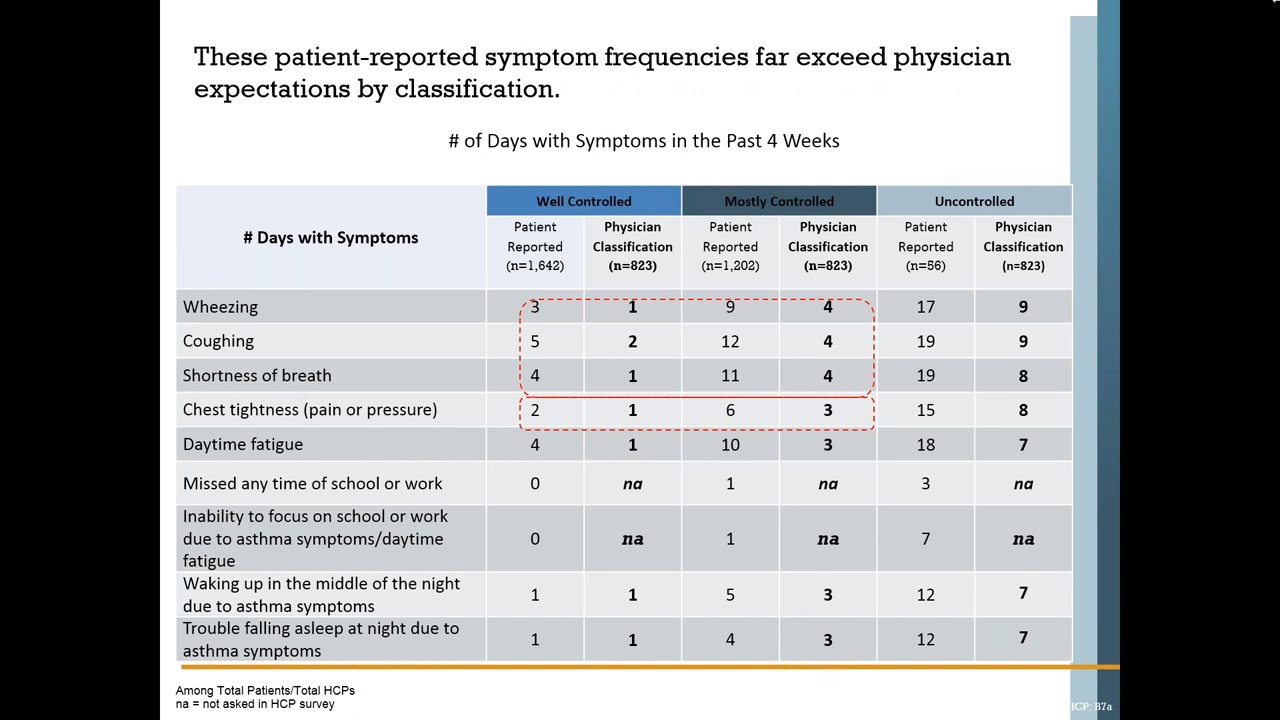 These patient-reported symptom frequencies far exceed physician
expectations by classification.
# of Days with Symptoms in the Past 4 Weeks
# Days with Symptoms
Well Controlled Mostly Controlled Uncontrolled
Patient Reported (n=1,642) Physician Classification (n=823) Patient Reported (n=1,202) Physician Classification (n=823) Patient Reported (n=56) Physician Classification (n=823)
Wheezing 3 1 9 4 17 9
Coughing 5 2 12 4 19 9
Shortness of breath 4 1 11 4 19 8
Chest tightness (pain or pressure) 2 1 6 3 15 8
Daytime fatigue 4 1 10 3 18 7
Missed any time of school or work 0 na 1 na 3 na
Inability to focus on school or work
due to asthma symptoms/daytime
fatigue 0 na 1 na 7 na
Waking up in the middle of the night
due to asthma symptoms 1 1 5 3 12 7
Trouble falling asleep at night due to
asthma symptoms 1 1 4 3 12 7
Among Total Patients/Total HCPs
na = not asked in HCP survey
HCP: B7a